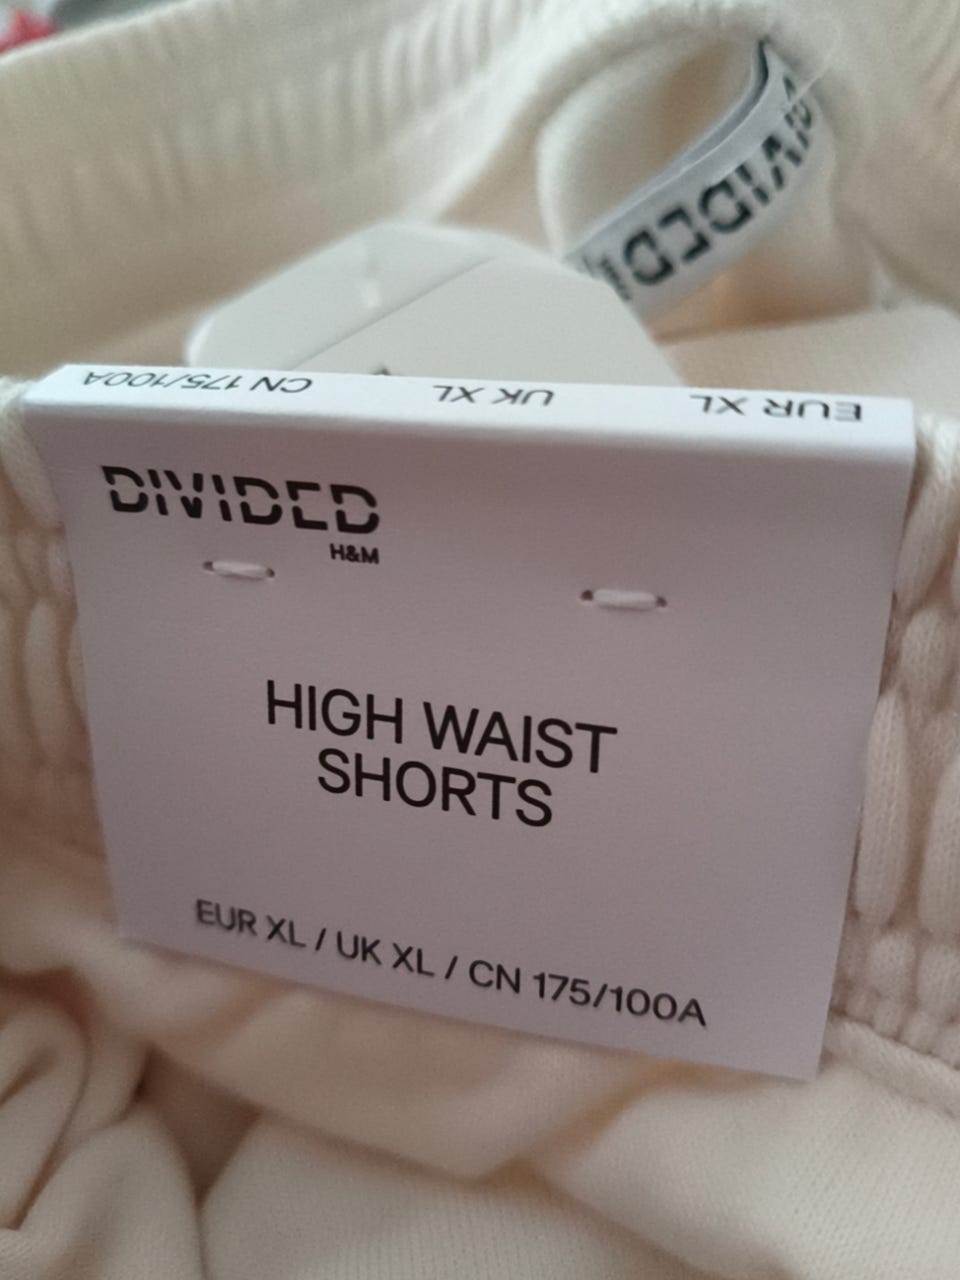 DIVIDED
EUR XL UK XL CN 175/100A
DIVIDED
H&M
HIGH WAIST
SHORTS
EUR XL / UK XL / CN 175/100A